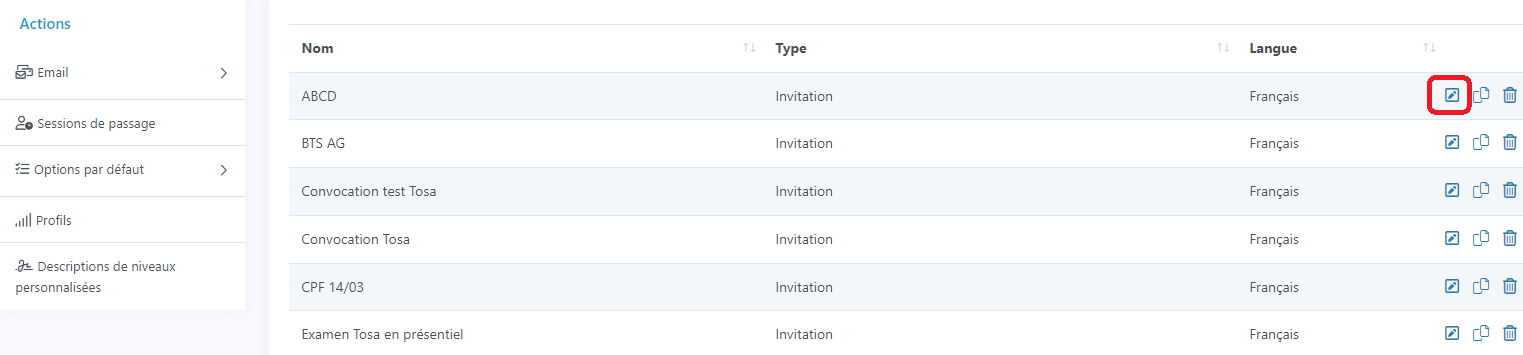 Actions
Email
Sessions de passage
Options par défaut
Profils
Descriptions de niveaux
personnalisées
Nom Type Langue
ABCD Invitation Français
BTS AG Invitation Français
Convocation test Tosa Invitation Français
Convocation Tosa Invitation Français
CPF 14/03 Invitation Français
Examen Tosa en présentiel Invitation Français